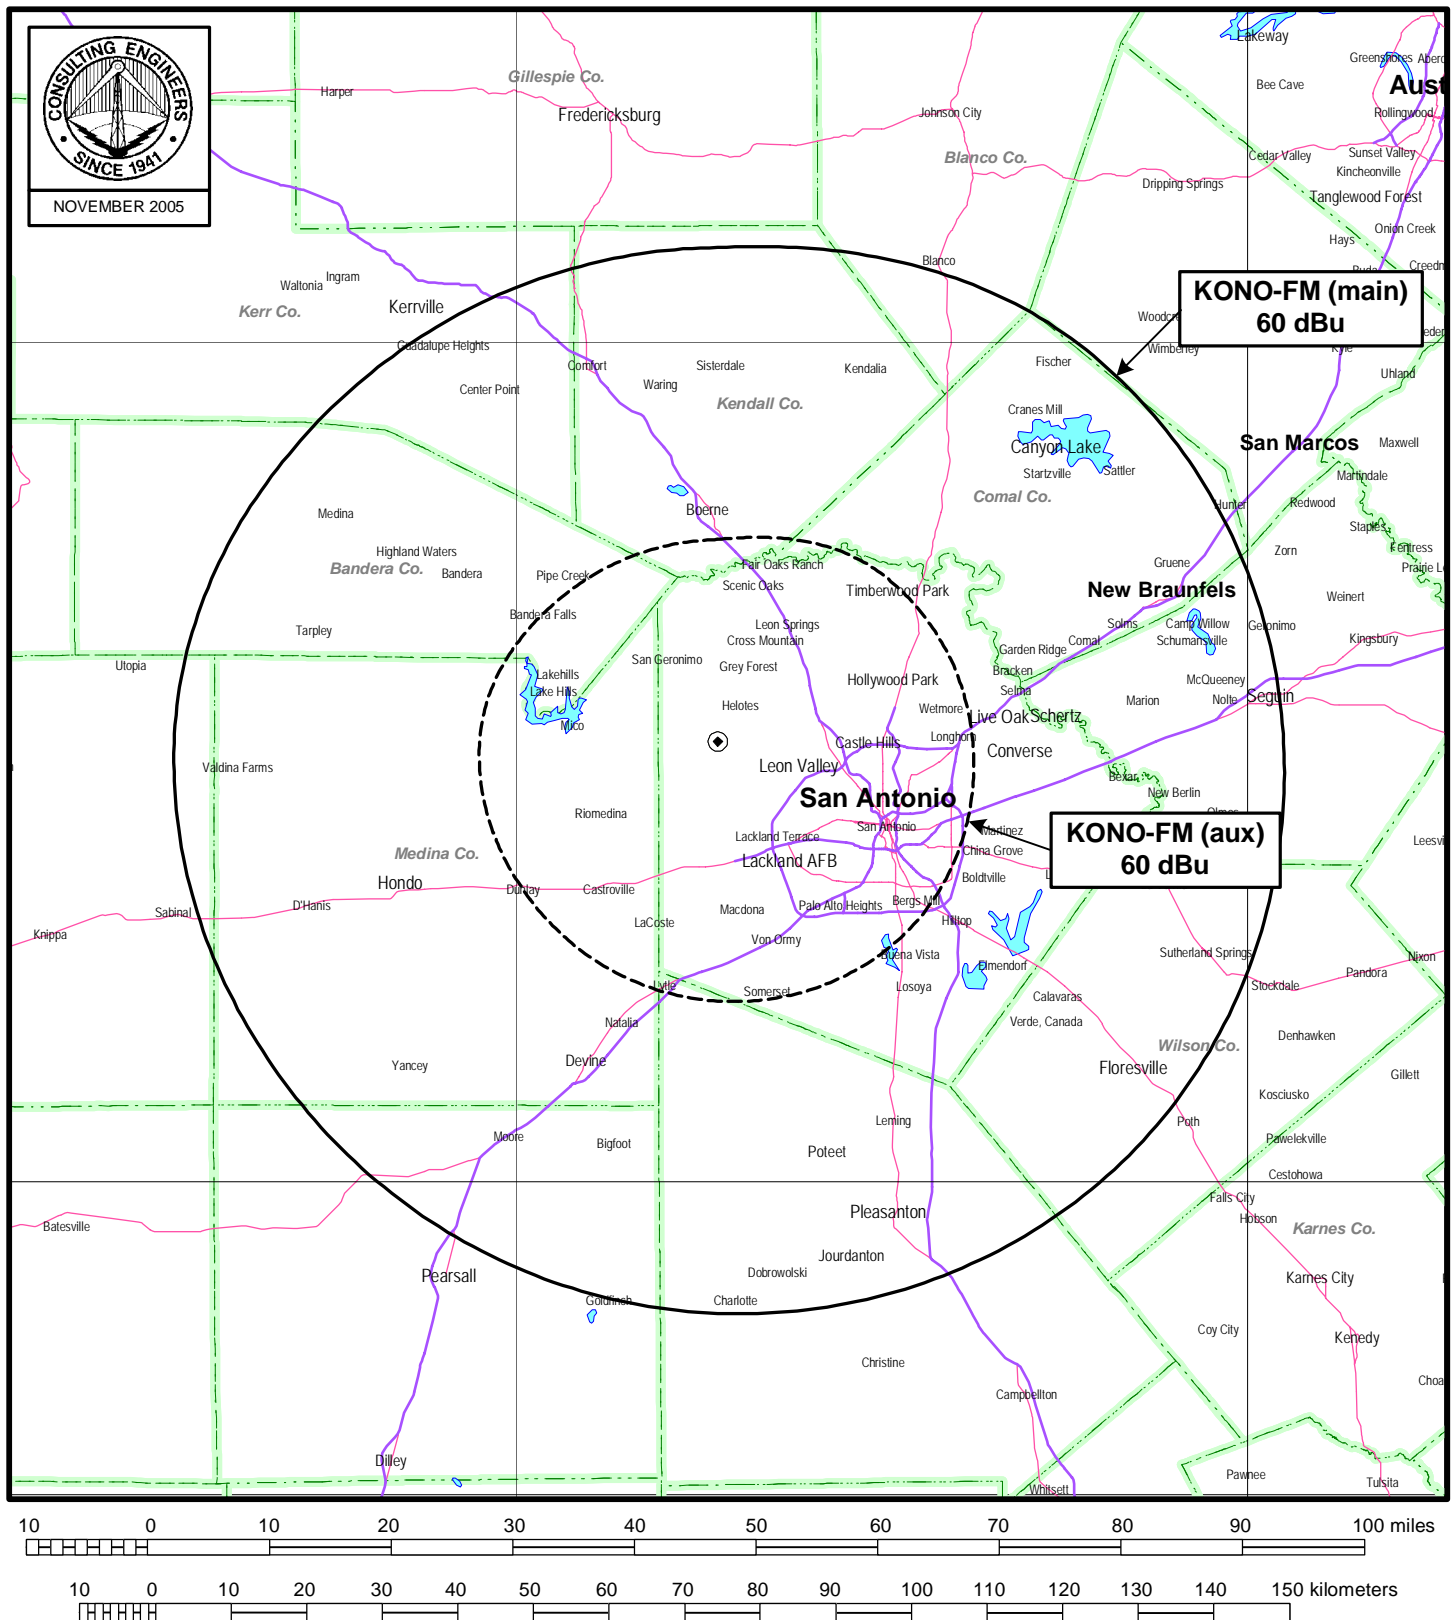 CONSULTING ENGINEERS
SINCE 1941
NOVEMBER 2005
Lakeway
Greenshores
Bee Cave
Aust
Rollingwood
Harper
Gillespie Co.
Fredericksburg
Johnson City
Blanco Co.
Cedar Valley
Sunset Valley
Kincheonville
Dripping Springs
Tanglewood Forest
Onion Creek
Hays
Blanco
KONO-FM (main)
60 dBu
Ingram
Waltonia
Kerr Co.
Kerrville
Guadalupe Heights
Wimberley
Kyle
Comfort
Sisterdale
Kendalia
Fischer
Uhland
Center Point
Waring
Kendall Co.
Cranes Mill
Canyon Lake
San Marcos
Maxwell
Startzville
Sattler
Martindale
Comal Co.
Hunter
Redwood
Medina
Boerne
Staples
Highland Waters
Zorn
Fentress
Bandera Co.
Bandera
Pipe Creek
Fair Oaks Ranch
Gruene
Scenic Oaks
Timberwood Park
New Braunfels
Weinert
Bandera Falls
Tarpley
Leon Springs
Cross Mountain
Solms
Camp Willow
Geronimo
Comal
Schumansville
Kingsbury
Utopia
San Geronimo
Grey Forest
Garden Ridge
Bracken
Lakehills
Lake Hills
Hollywood Park
Selma
McQueeney
Seguin
Helotes
Wetmore
Marion
Nolte
Mico
Live Oak
Schertz
Castle Hills
Longhorn
Converse
Valdina Farms
Leon Valley
Bexar
New Berlin
San Antonio
Riomedina
San Antonio
Lackland Terrace
Martinez
KONO-FM (aux)
60 dBu
Medina Co.
Lackland AFB
China Grove
Hondo
Dunlay
Castroville
Boldtville
D'Hanis
Sabinal
Macdona
Palo Alto Heights
Bergs Mill
Hilltop
LaCoste
Knippa
Von Ormy
Buena Vista
Elmendorf
Sutherland Springs
Nixon
Pandora
Lytle
Somerset
Losoya
Calavaras
Stockdale
Natalia
Verde, Canada
Denhawken
Yancey
Devine
Wilson Co.
Floresville
Gillett
Kosciusko
Leming
Poth
Moore
Bigfoot
Poteet
Pawelekville
Cestohowa
Batesville
Pleasanton
Falls City
Hobson
Karnes Co.
Jourdanton
Pearsall
Dobrowolski
Karnes City
Goldfinch
Charlotte
Coy City
Kenedy
Christine
Campbellton
Dilley
Pawnee
Tulsita
Whitsett
10 0 10 20 30 40 50 60 70 80 90 100 miles
10 0 10 20 30 40 50 60 70 80 90 100 110 120 130 140 150 kilometers